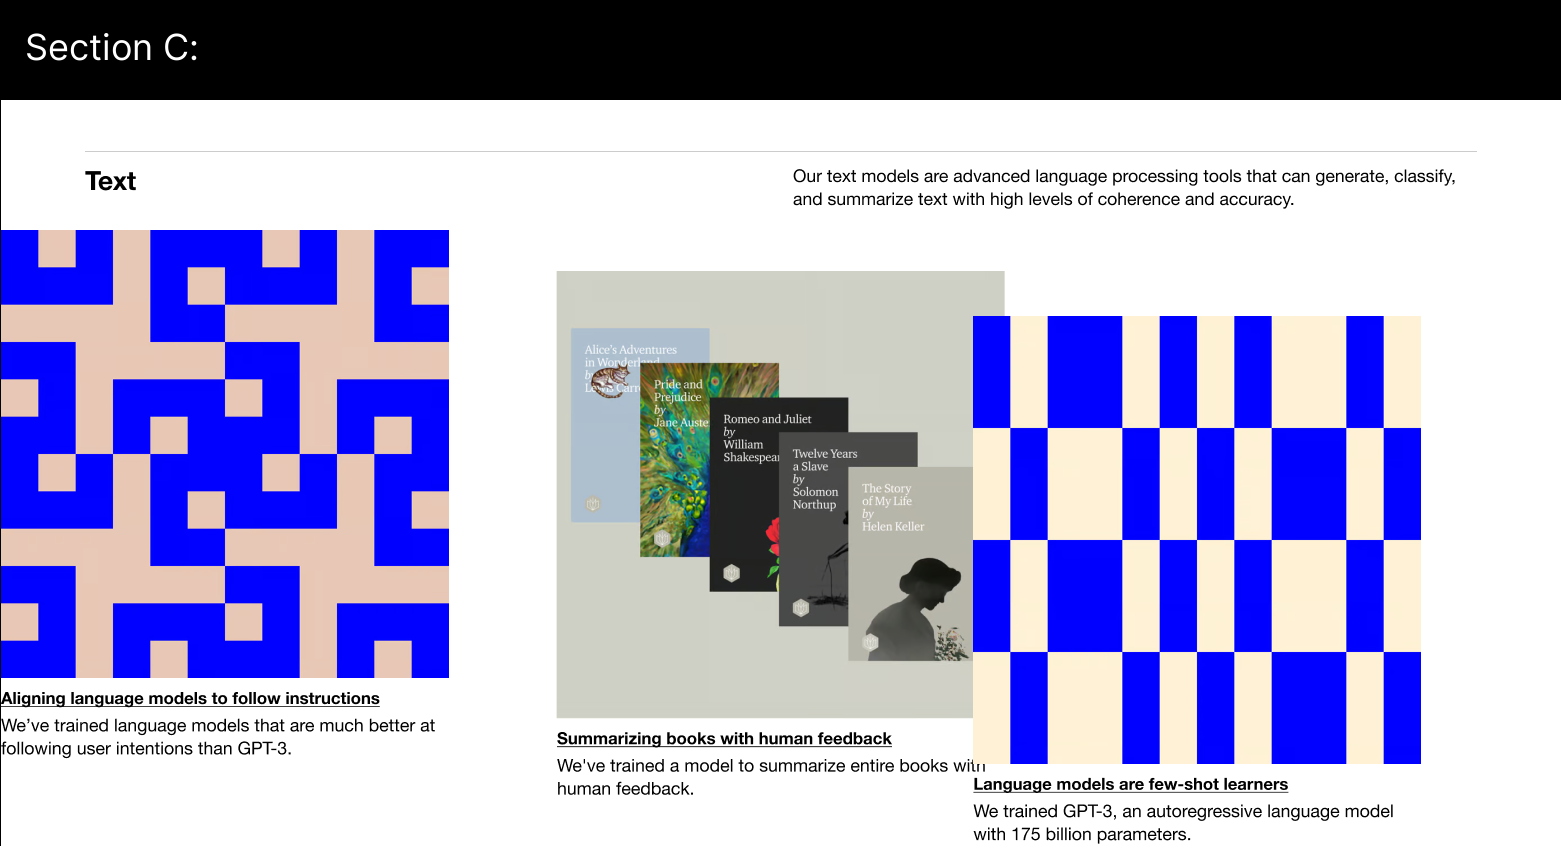 Section C:
Text
Our text models are advanced language processing tools that can generate, classify,
and summarize text with high levels of coherence and accuracy.
Aligning language models to follow instructions
We’ve trained language models that are much better at
following user intentions than GPT-3.
Alice's Adventures
in Wonderland
by
Lewis Carr
Pride and
Prejudice
by
Jane Auste
Romeo and Juliet
by
William
Shakespear
Twelve Years
a Slave
by
Solomon
Northup
The Story
of My Life
by
Helen Keller
Summarizing books with human feedback
We've trained a model to summarize entire books with
human feedback.
Language models are few-shot learners
We trained GPT-3, an autoregressive language model
with 175 billion parameters.